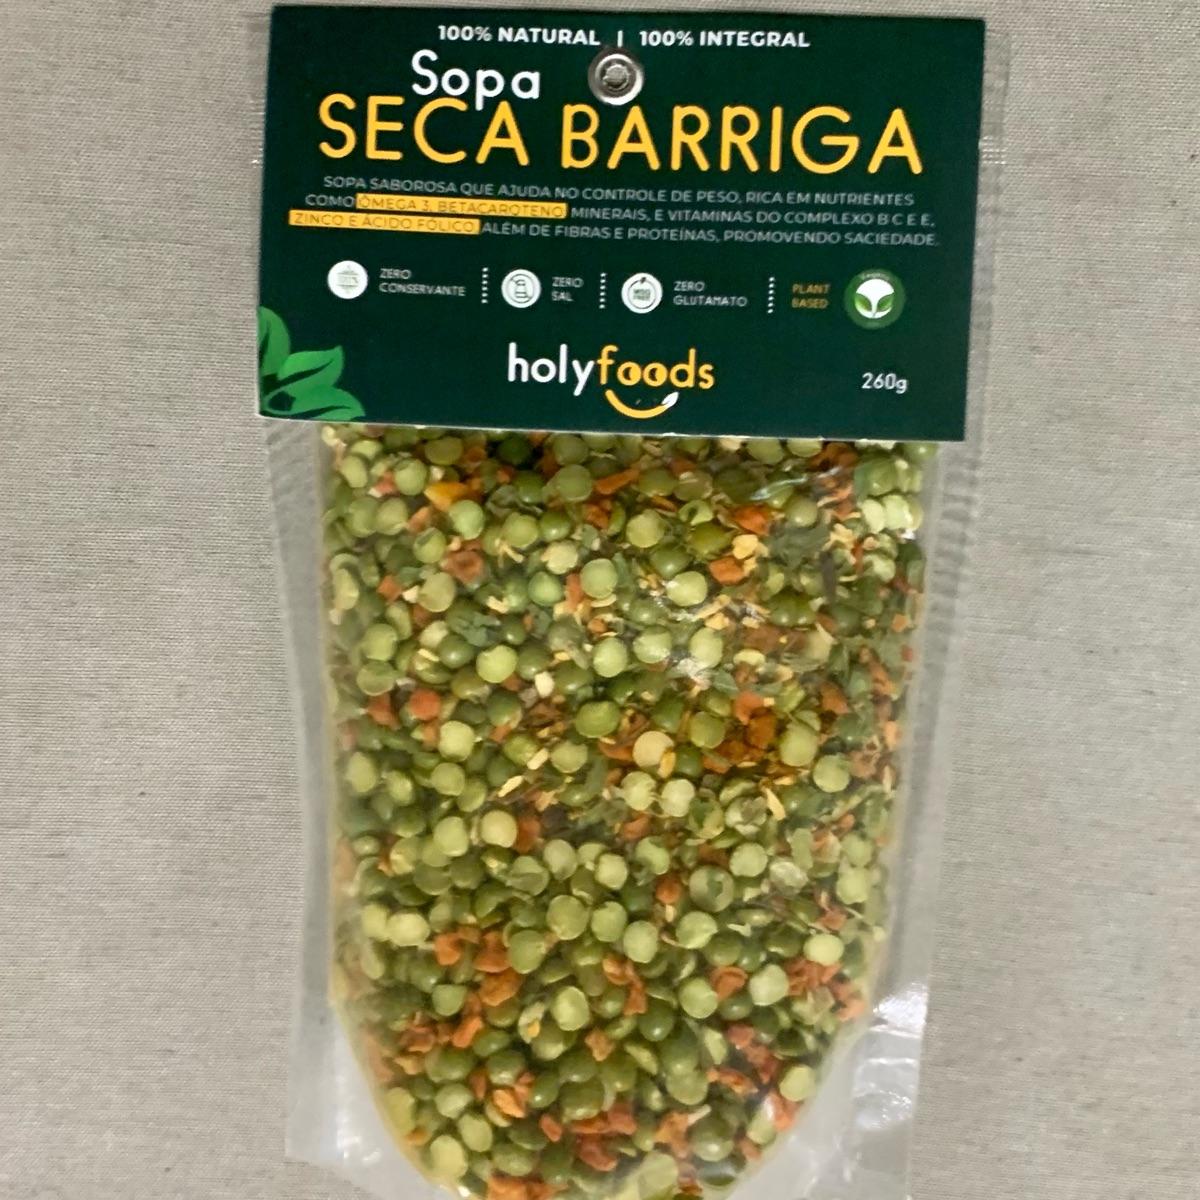 100% NATURAL | 100% INTEGRAL
Sopa
SECA BARRIGA
SOPA SABOROSA QUE AJUDA NO CONTROLE DE PESO, RICA EM NUTRIENTES
COMO ÔMEGA 3, BETACAROTENO MINERAIS, E VITAMINAS DO COMPLEXO B C E E,
ZINCO E ÁCIDO FÓLICO ALÉM DE FIBRAS E PROTEÍNAS, PROMOVENDO SACIEDADE.
ZERO
CONSERVANTE
ZERO
SAL
ZERO
GLUTAMATO
PLANT
BASED
holyfoods
260g